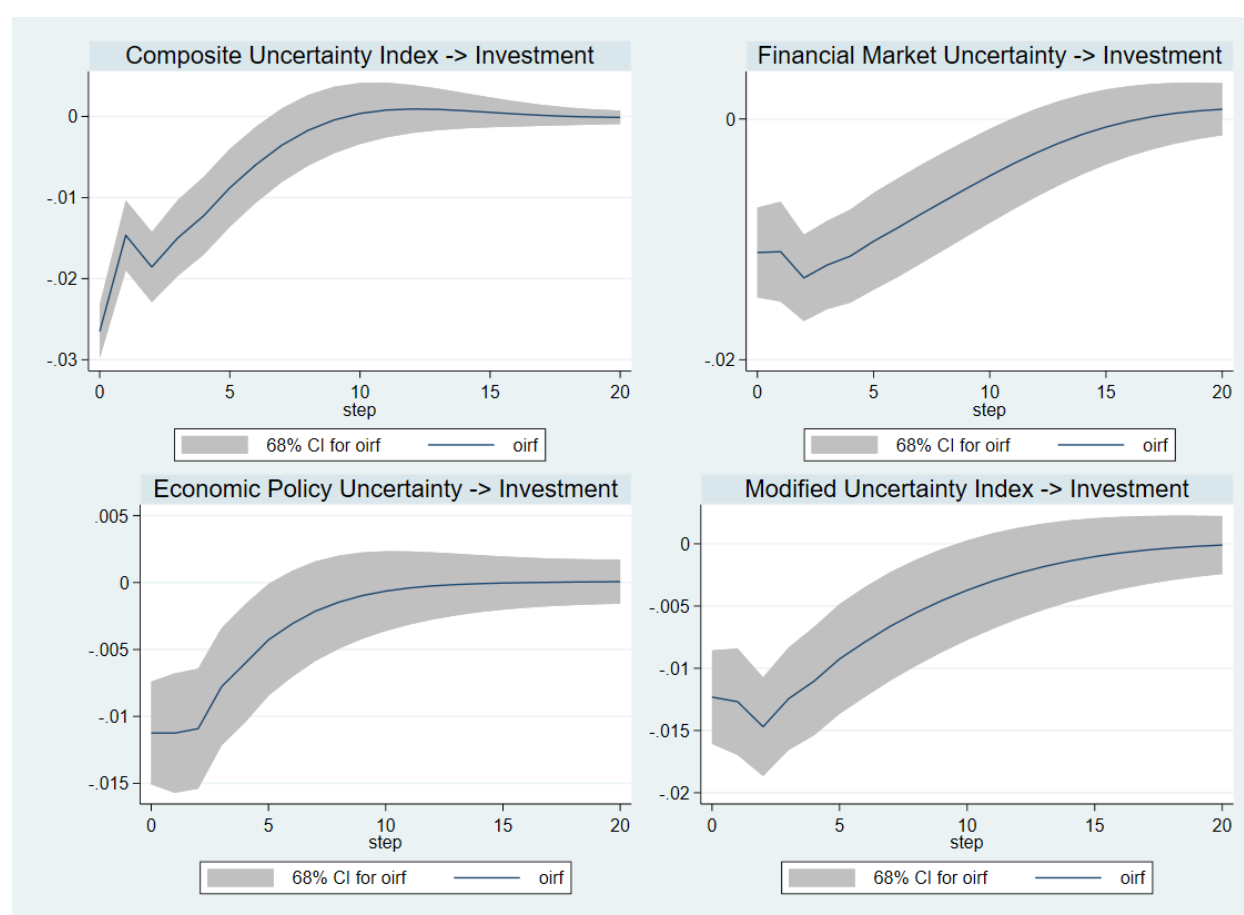 Composite Uncertainty Index -> Investment
0
-.01
-.02
-.03
0 5 10 15 20
step
68% CI for oirf oirf
Financial Market Uncertainty -> Investment
0
-.02
0 5 10 15 20
step
68% CI for oirf oirf
Economic Policy Uncertainty -> Investment
.005
0
-.005
-.01
-.015
0 5 10 15 20
step
68% CI for oirf oirf
Modified Uncertainty Index -> Investment
0
-.005
-.01
-.015
-.02
0 5 10 15 20
step
68% CI for oirf oirf